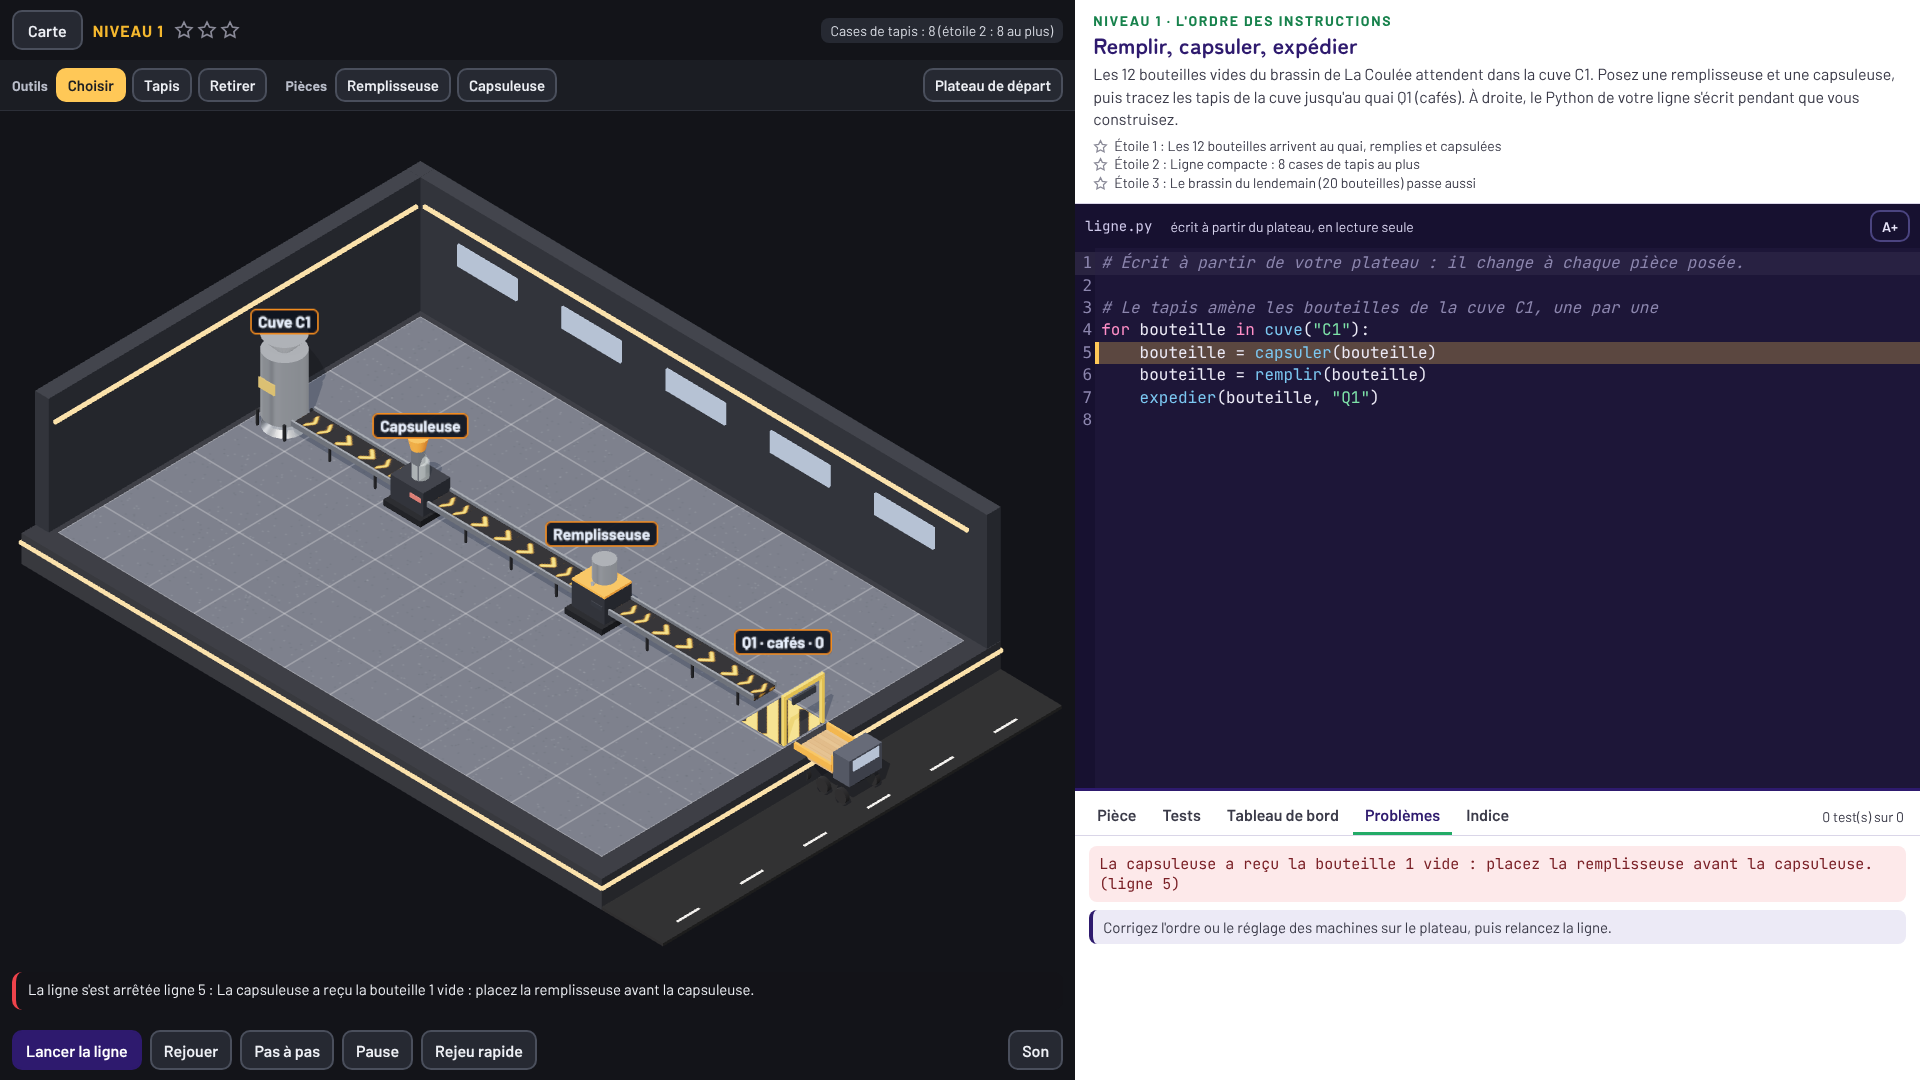 Carte
NIVEAU 1
Cases de tapis : 8 (étoile 2 : 8 au plus)
Outils
Choisir
Tapis
Retirer
Pièces
Remplisseuse
Capsuleuse
Plateau de départ
Cuve C1
Capsuleuse
Remplisseuse
Q1 · cafés · 0
La ligne s'est arrêtée ligne 5 : La capsuleuse a reçu la bouteille 1 vide : placez la remplisseuse avant la capsuleuse.
Lancer la ligne
Rejouer
Pas à pas
Pause
Rejeu rapide
Son
NIVEAU 1 · L'ORDRE DES INSTRUCTIONS
Remplir, capsuler, expédier
Les 12 bouteilles vides du brassin de La Coulée attendent dans la cuve C1. Posez une remplisseuse et une capsuleuse,
puis tracez les tapis de la cuve jusqu'au quai Q1 (cafés). À droite, le Python de votre ligne s'écrit pendant que vous
construisez.
Étoile 1 : Les 12 bouteilles arrivent au quai, remplies et capsulées
Étoile 2 : Ligne compacte : 8 cases de tapis au plus
Étoile 3 : Le brassin du lendemain (20 bouteilles) passe aussi
ligne.py
écrit à partir du plateau, en lecture seule
A+
1 # Écrit à partir de votre plateau : il change à chaque pièce posée.
2
3 # Le tapis amène les bouteilles de la cuve C1, une par une
4 for bouteille in cuve("C1"):
5     bouteille = capsuler(bouteille)
6     bouteille = remplir(bouteille)
7     expedier(bouteille, "Q1")
8
Pièce
Tests
Tableau de bord
Problèmes
Indice
0 test(s) sur 0
La capsuleuse a reçu la bouteille 1 vide : placez la remplisseuse avant la capsuleuse.
(ligne 5)
Corrigez l'ordre ou le réglage des machines sur le plateau, puis relancez la ligne.